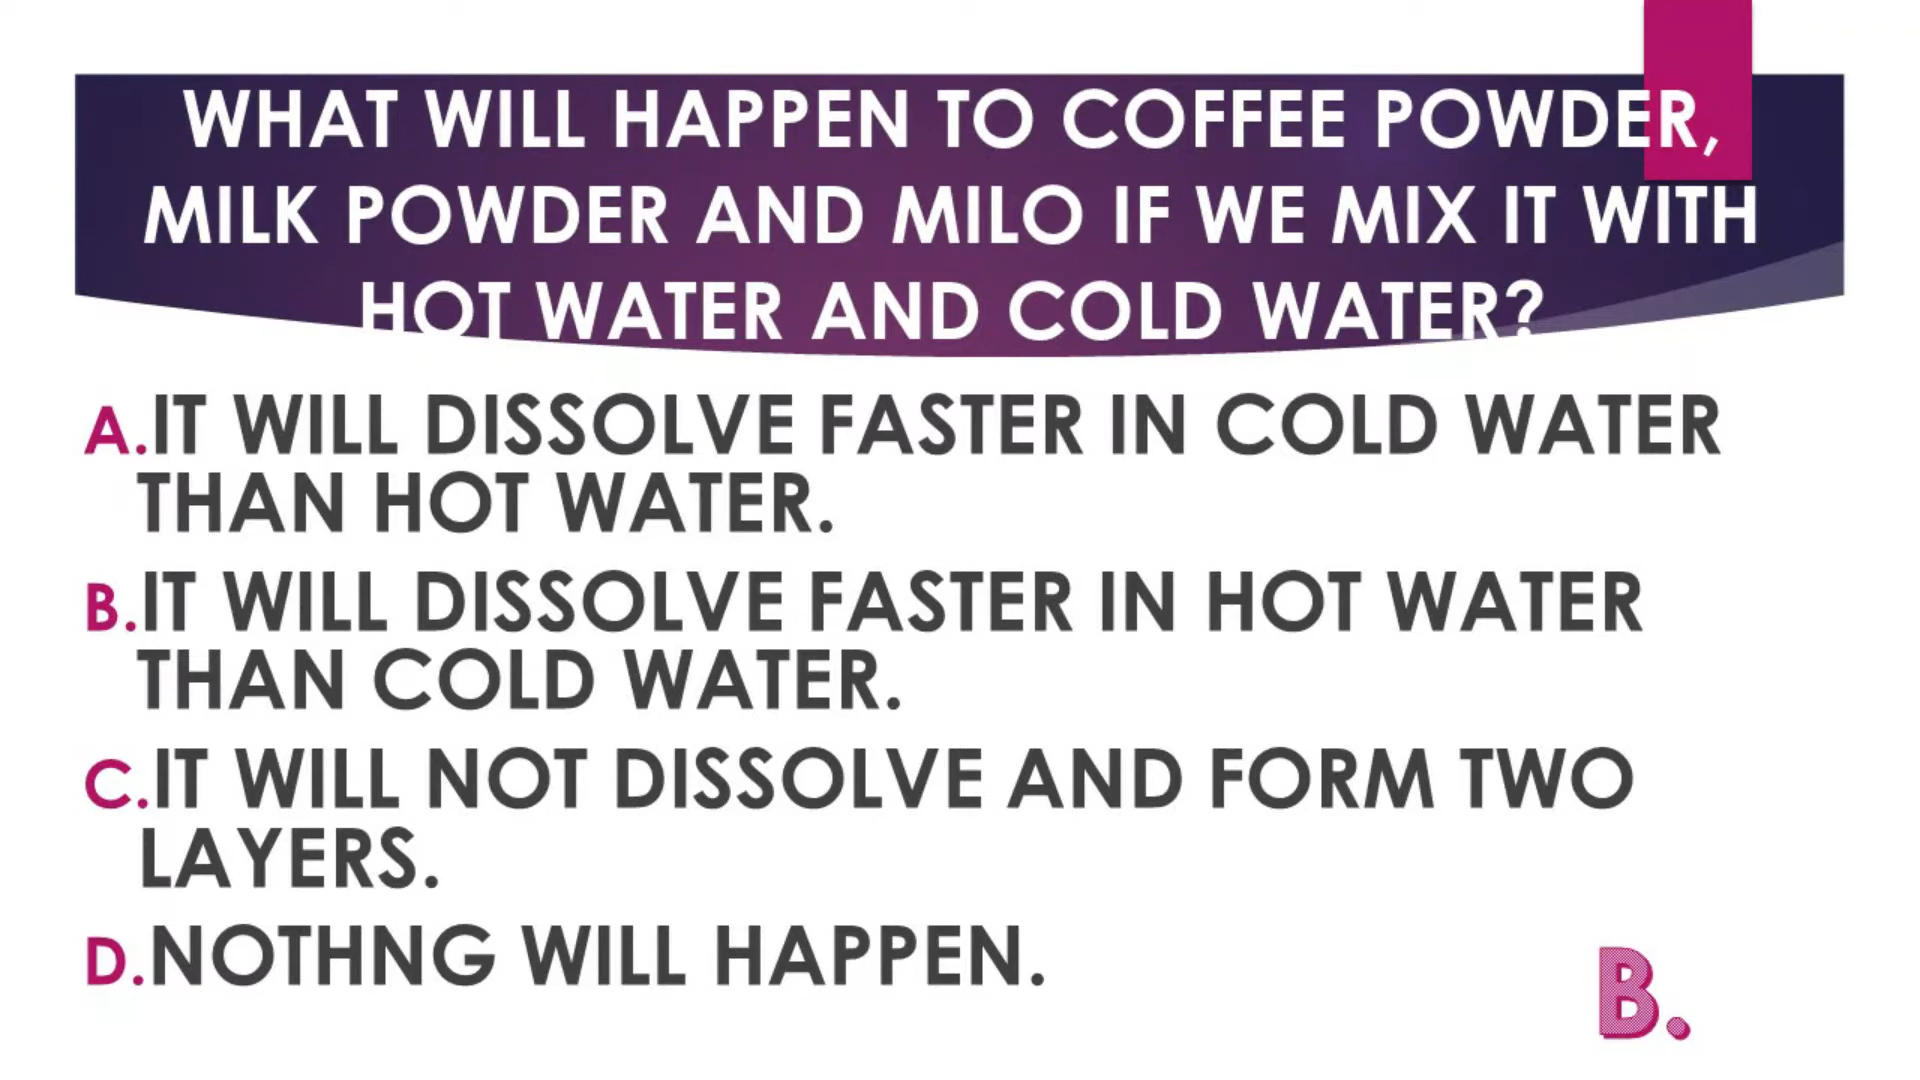 WHAT WILL HAPPEN TO COFFEE POWDER,
MILK POWDER AND MILO IF WE MIX IT WITH
HOT WATER AND COLD WATER?
A.IT WILL DISSOLVE FASTER IN COLD WATER
THAN HOT WATER.
B.IT WILL DISSOLVE FASTER IN HOT WATER
THAN COLD WATER.
C.IT WILL NOT DISSOLVE AND FORM TWO
LAYERS.
D.NOTHNG WILL HAPPEN.
B.